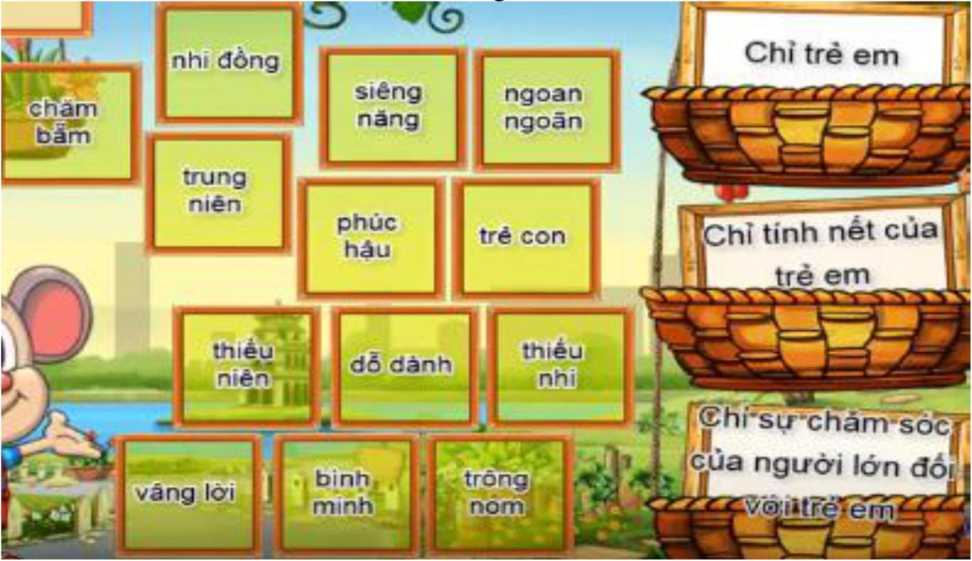 nhi đồng
chăm
bẵm
siêng
năng
ngoan
ngoãn
trung
niên
phúc
hậu
trẻ con
thiếu
niên
dỗ dành
thiếu
nhi
vâng lời
bình
minh
trông
nom
Chỉ trẻ em
Chỉ tính nết của
trẻ em
Chỉ sự chăm sóc
của người lớn đối
với trẻ em